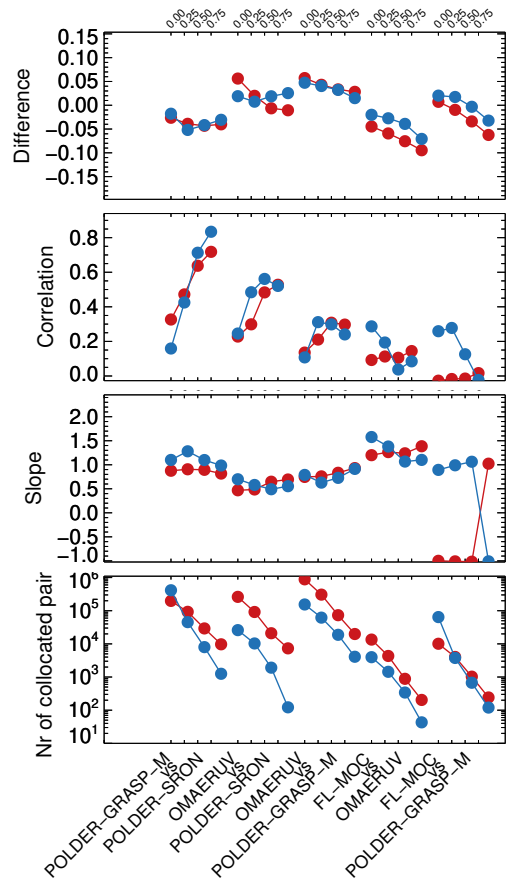 0.00 0.25 0.50 0.75 0.00 0.25 0.50 0.75 0.00 0.25 0.50 0.75 0.00 0.25 0.50 0.75 0.00 0.25 0.50 0.75
Difference
0.15
0.10
0.05
0.00
−0.05
−0.10
−0.15
Correlation
0.8
0.6
0.4
0.2
0.0
Slope
2.0
1.5
1.0
0.5
0.0
−0.5
−1.0
Nr of collocated pair
10^6
10^5
10^4
10^3
10^2
10^1
POLDER−GRASP−M
vs
POLDER−SRON
OMAERUV
vs
POLDER−SRON
OMAERUV
vs
POLDER−GRASP−M
FL−MOC
vs
OMAERUV
FL−MOC
vs
POLDER−GRASP−M